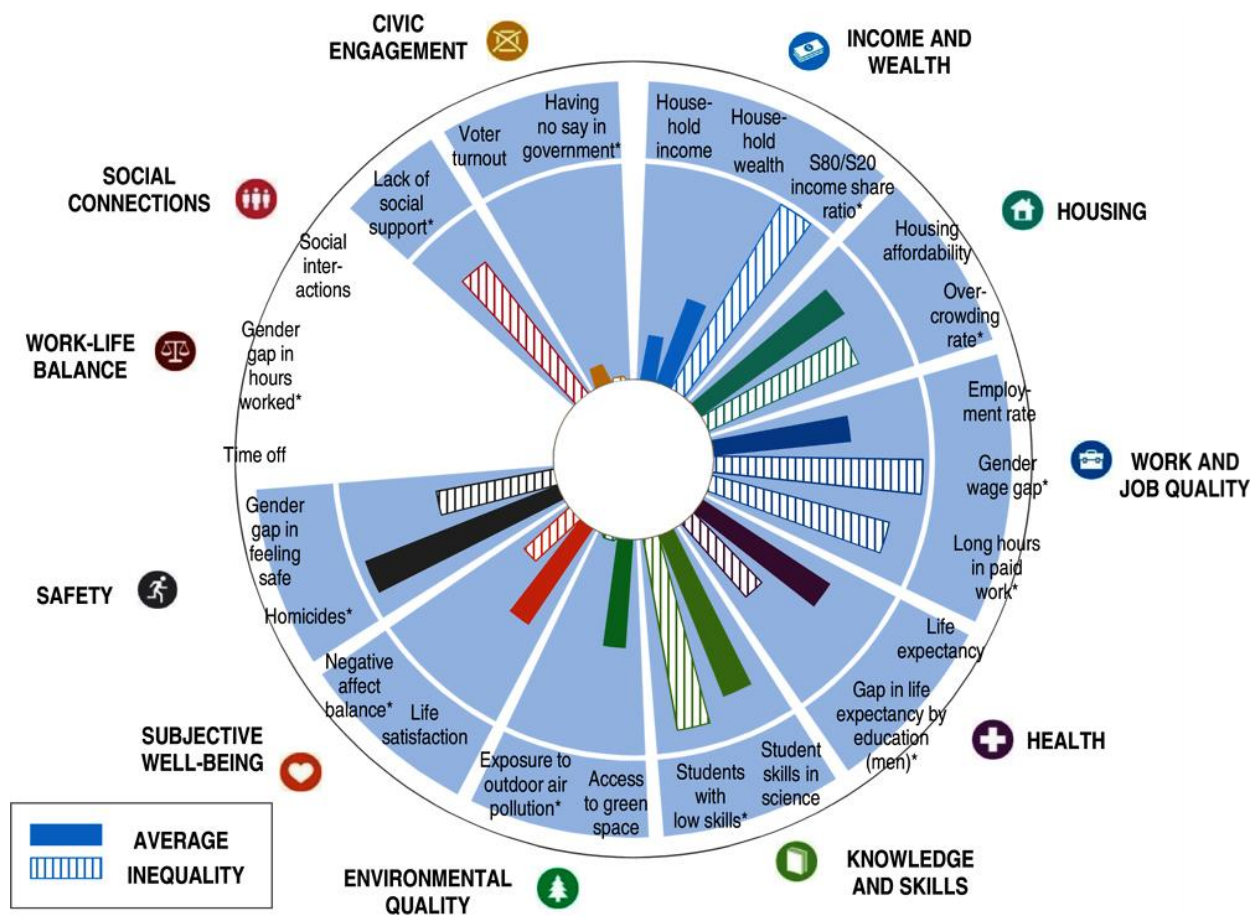 CIVIC
ENGAGEMENT
INCOME AND
WEALTH
Having
no say in
government*
Voter
turnout
House-
hold
income
House-
hold
wealth
S80/S20
income share
ratio*
SOCIAL
CONNECTIONS
Lack of
social
support*
Social
inter-
actions
HOUSING
Housing
affordability
Over-
crowding
rate*
WORK-LIFE
BALANCE
Gender
gap in
hours
worked*
Time off
Employ-
ment rate
Gender
wage gap*
Long hours
in paid
work*
WORK AND
JOB QUALITY
SAFETY
Gender
gap in
feeling
safe
Homicides*
Life
expectancy
Gap in life
expectancy by
education
(men)*
HEALTH
SUBJECTIVE
WELL-BEING
Negative
affect
balance*
Life
satisfaction
Exposure to
outdoor air
pollution*
Access
to green
space
Students
with
low skills*
Student
skills in
science
ENVIRONMENTAL
QUALITY
KNOWLEDGE
AND SKILLS
AVERAGE
INEQUALITY